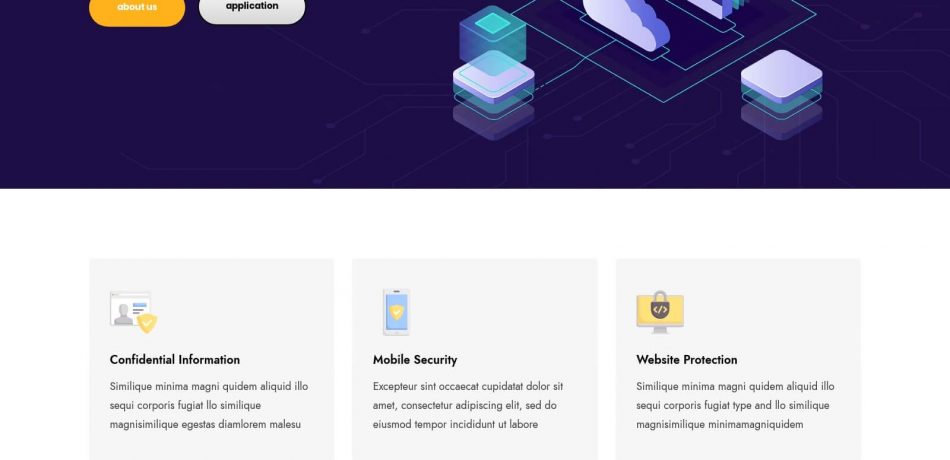 about us
application
Confidential Information
Similique minima magni quidem aliquid illo
sequi corporis fugiat llo similique
magnisimilique egestas diamlorem malesu
Mobile Security
Excepteur sint occaecat cupidatat dolor sit
amet, consectetur adipiscing elit, sed do
eiusmod tempor incididunt ut labore
Website Protection
Similique minima magni quidem aliquid illo
sequi corporis fugiat type and llo similique
magnisimilique minimamagniquidem